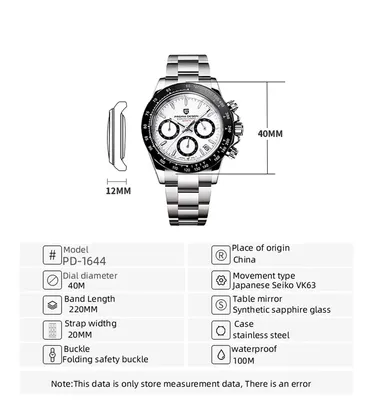 40MM
12MM
Model
PD-1644
Dial diameter
40M
Band Length
220MM
Strap widthg
20MM
Buckle
Folding safety buckle
Place of origin
China
Movement type
Japanese Seiko VK63
Table mirror
Synthetic sapphire glass
Case
stainless steel
waterproof
100M
Note:This data is only store measurement data, There is an error